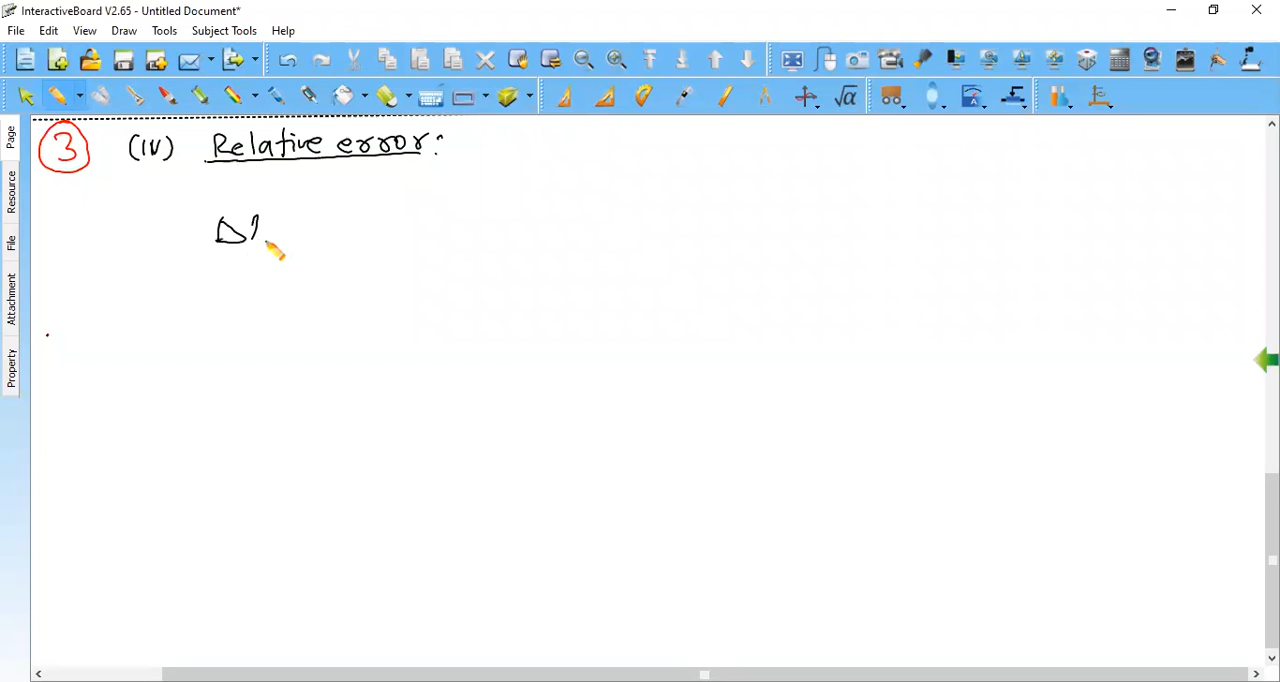 InteractiveBoard V2.65 - Untitled Document*
File Edit View Draw Tools Subject Tools Help
Page
Resource
File
Attachment
Property
3 (iv) Relative error: